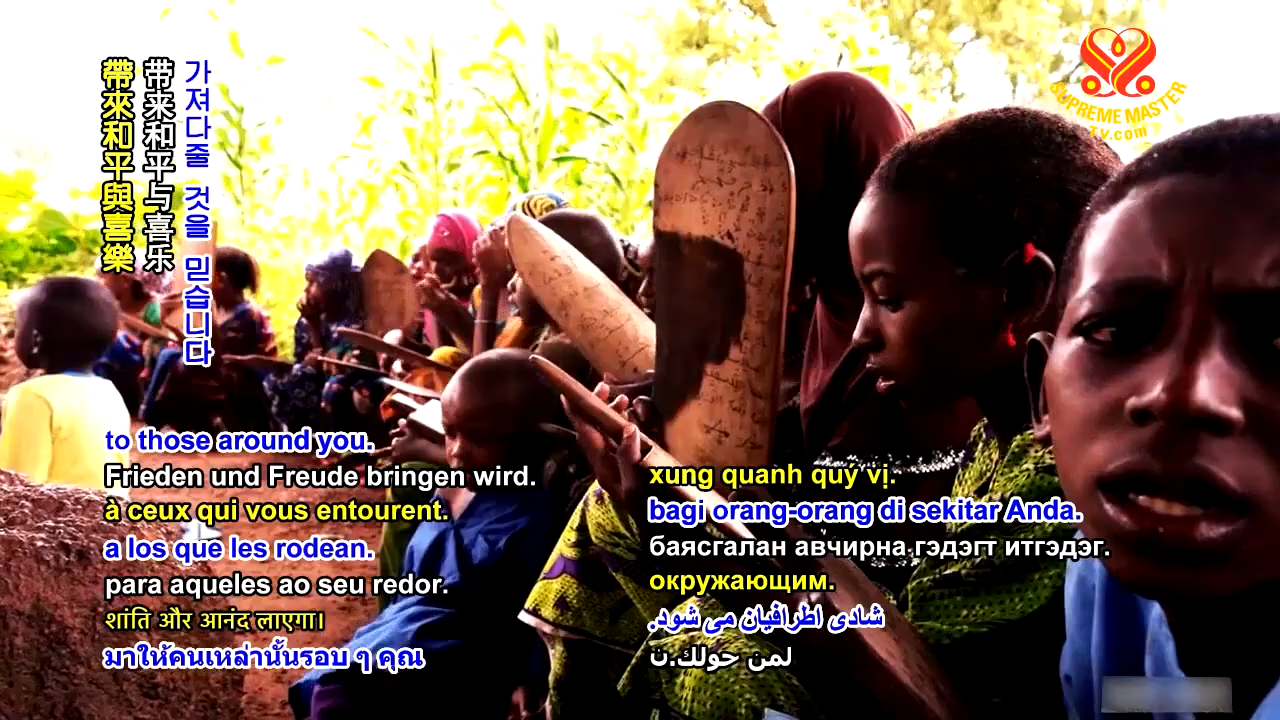 가져다줄 것을 믿습니다
带来和平与喜乐
帶來和平與喜樂
SUPREME MASTER
TV.com
to those around you.
Frieden und Freude bringen wird.
à ceux qui vous entourent.
a los que les rodean.
para aqueles ao seu redor.
शांति और आनंद लाएगा।
มาให้คนเหล่านั้นรอบ ๆ คุณ
xung quanh quý vị.
bagi orang-orang di sekitar Anda.
баясгалан авчирна гэдэгт итгэдэг.
окружающим.
شادی اطرافیان می شود.
لمن حولك.ن